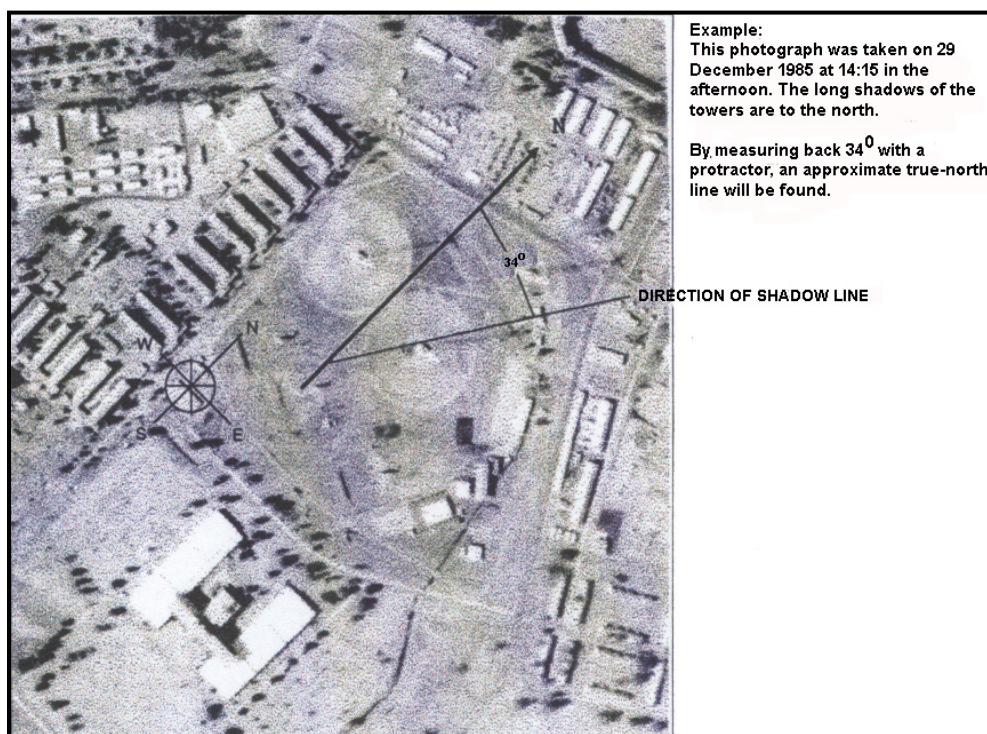 Example:
This photograph was taken on 29
December 1985 at 14:15 in the
afternoon. The long shadows of the
towers are to the north.
By measuring back 34⁰ with a
protractor, an approximate true-north
line will be found.
N
34⁰
DIRECTION OF SHADOW LINE
N
W
S
E